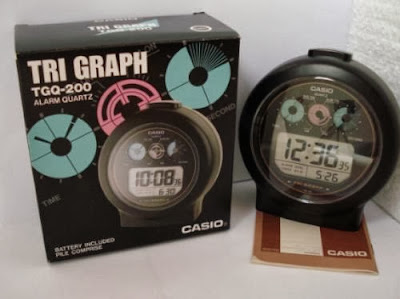 TRI GRAPH
TGQ-200
ALARM QUARTZ
TIME
SECOND
CASIO
10:08
6:30
BATTERY INCLUDED
PILE COMPRISE
CASIO
CASIO
12:36 35
5-26
TRI GRAPH
CASIO